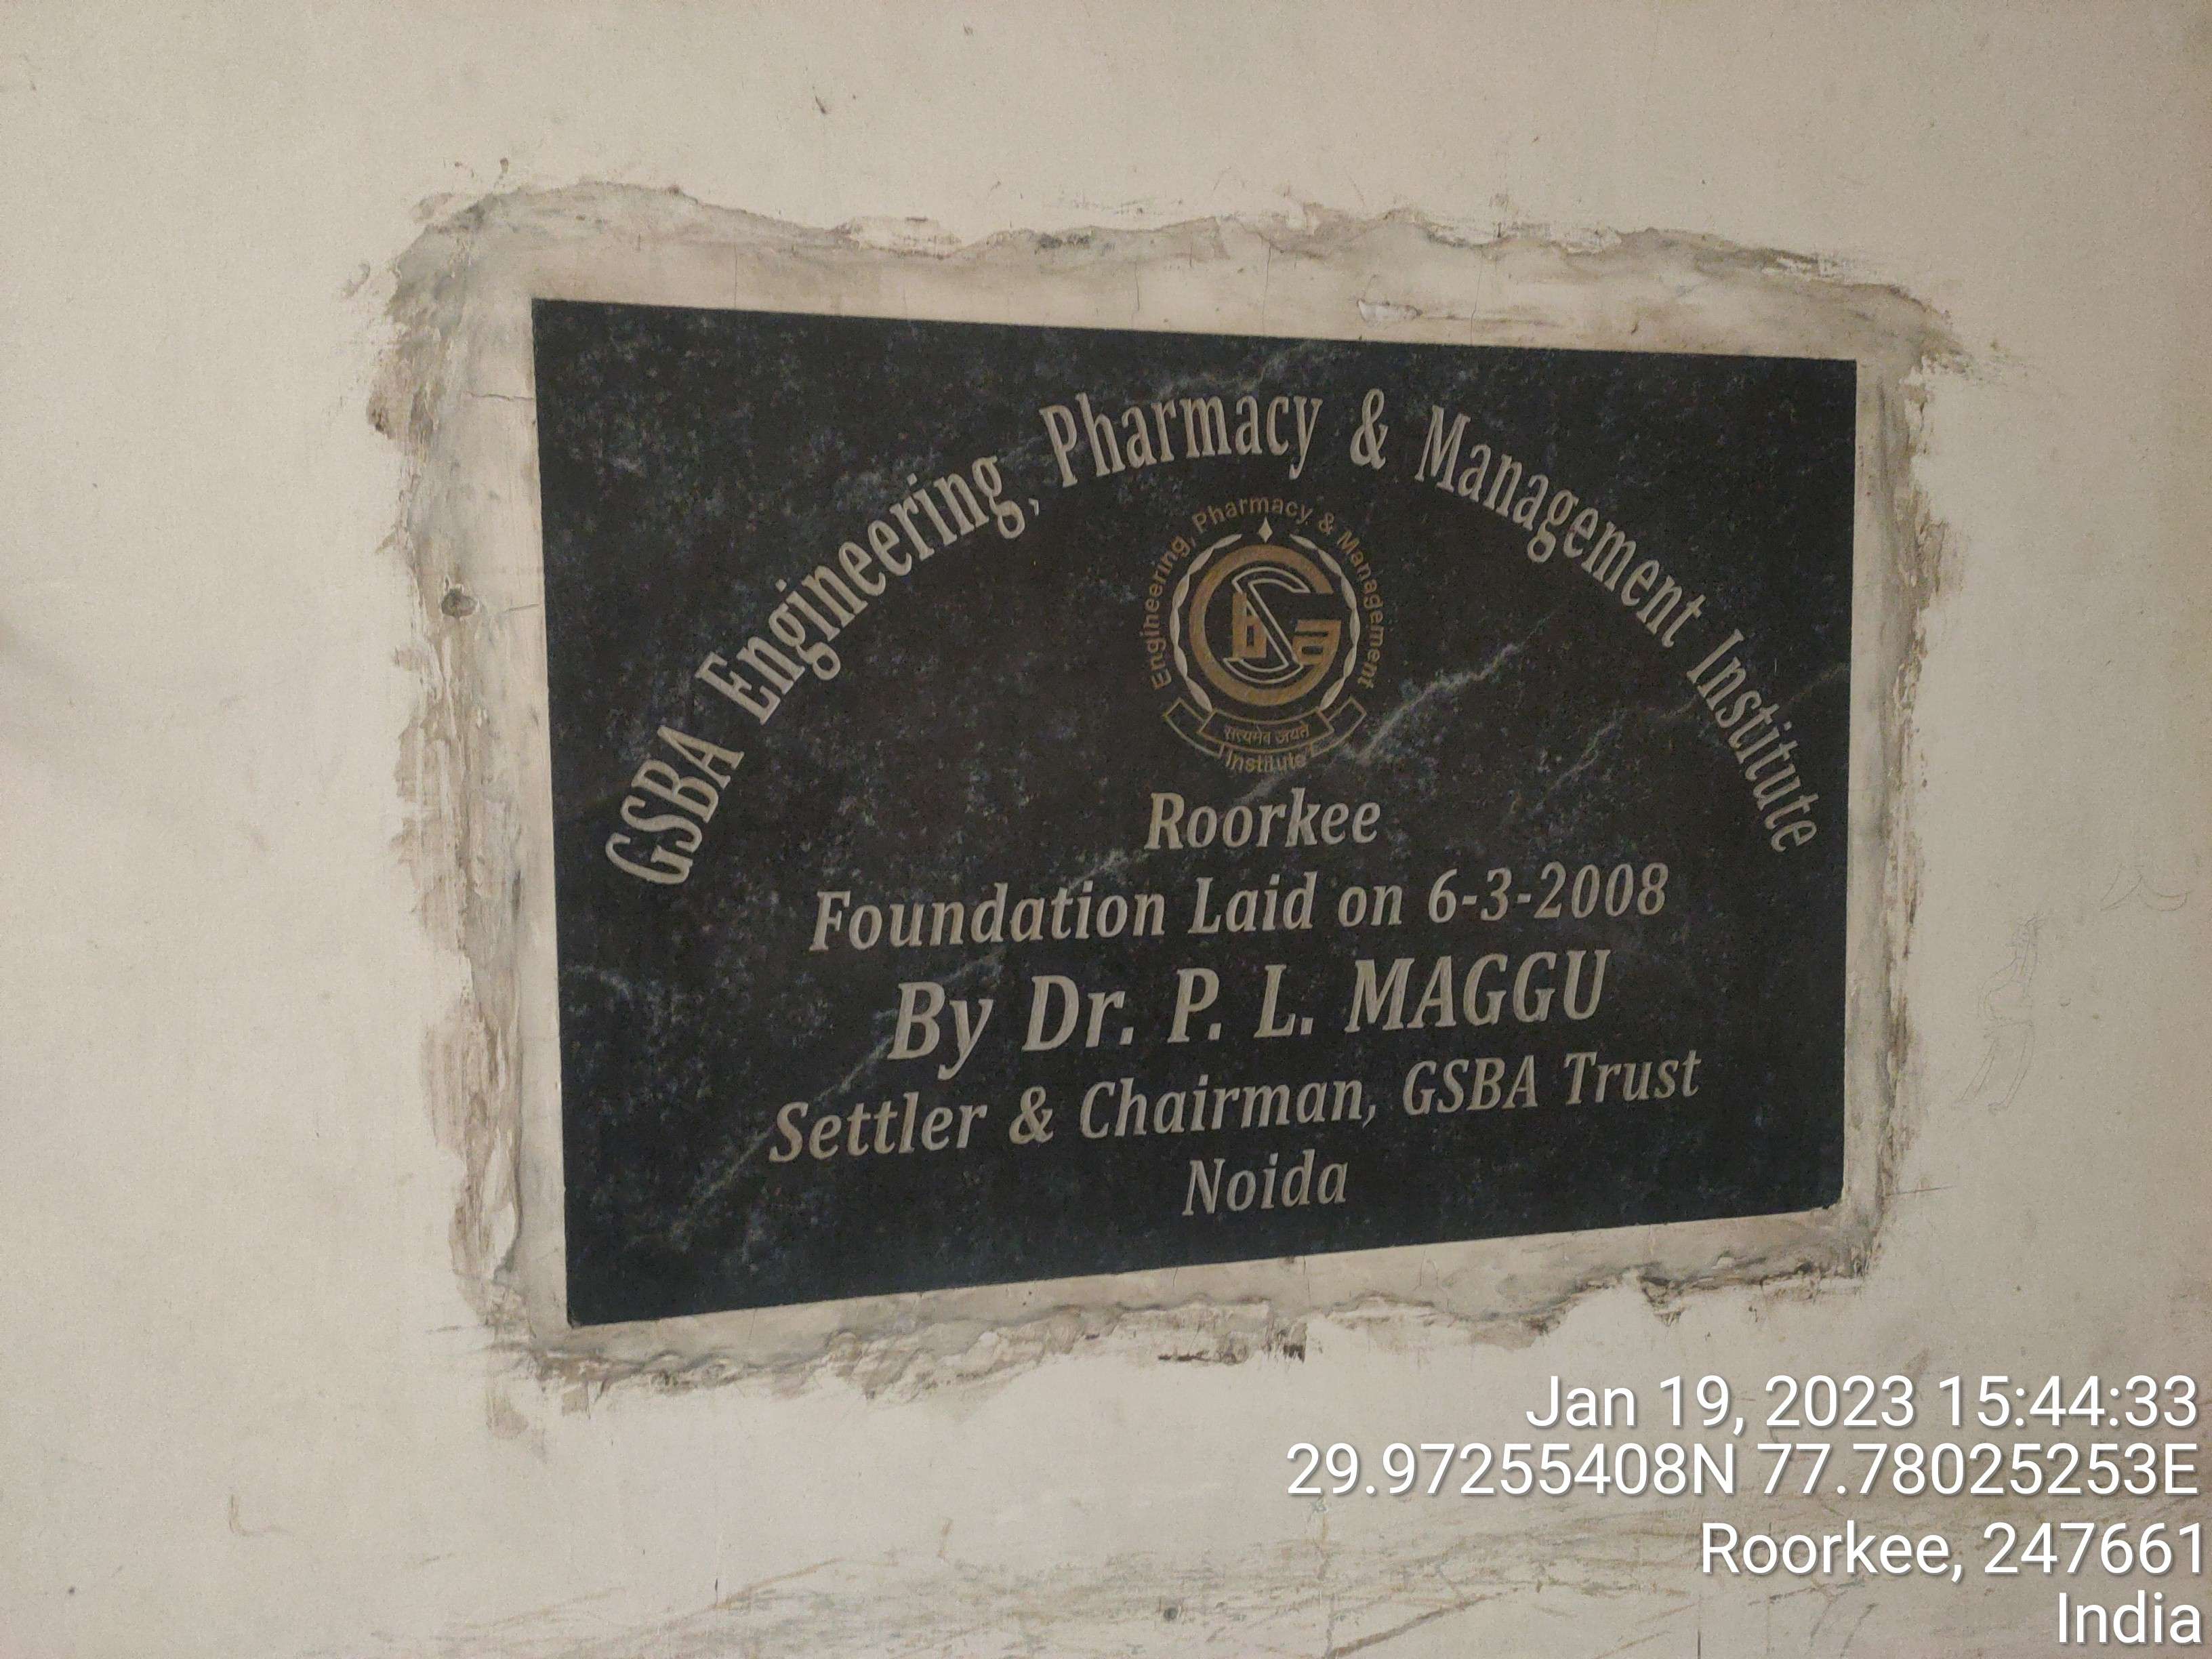 GSBA Engineering, Pharmacy & Management Institute
Engineering, Pharmacy & Management
GSba
सत्यमेव जयते
Institute
Roorkee
Foundation Laid on 6-3-2008
By Dr. P. L. MAGGU
Settler & Chairman, GSBA Trust
Noida
Jan 19, 2023 15:44:33
29.97255408N 77.78025253E
Roorkee, 247661
India